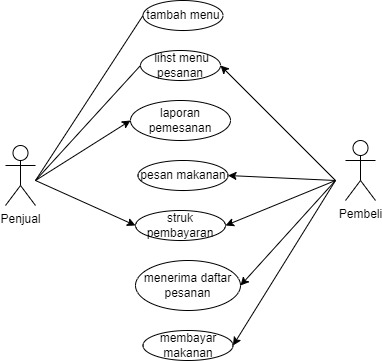 tambah menu
lihst menu
pesanan
laporan
pemesanan
pesan makanan
Penjual
Pembeli
struk
pembayaran
menerima daftar
pesanan
membayar
makanan